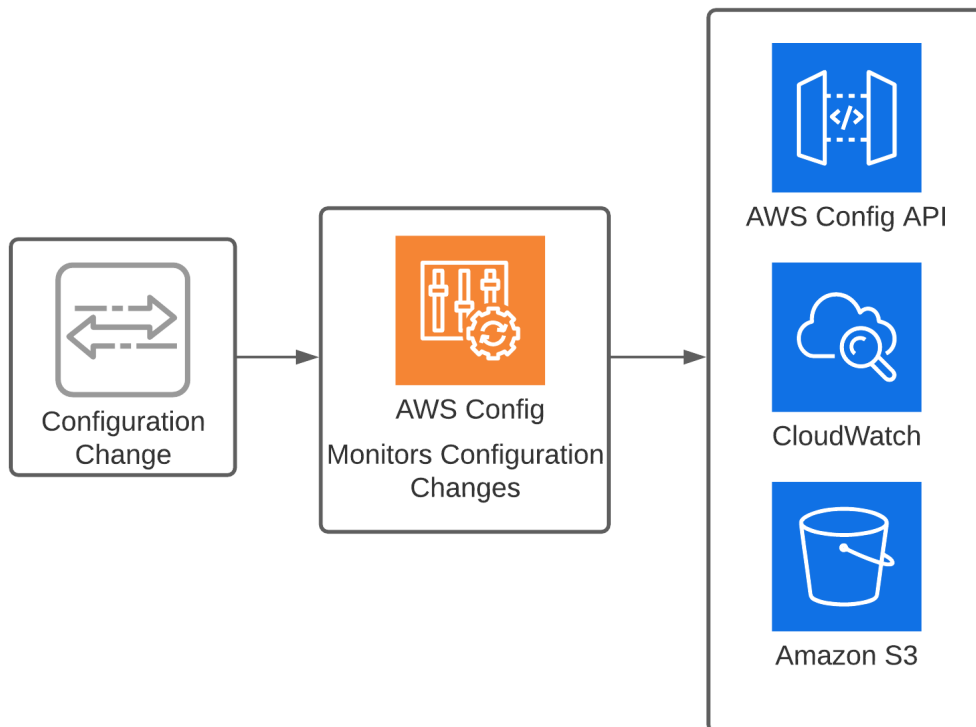 Configuration
Change
AWS Config
Monitors Configuration
Changes
</>
AWS Config API
CloudWatch
Amazon S3